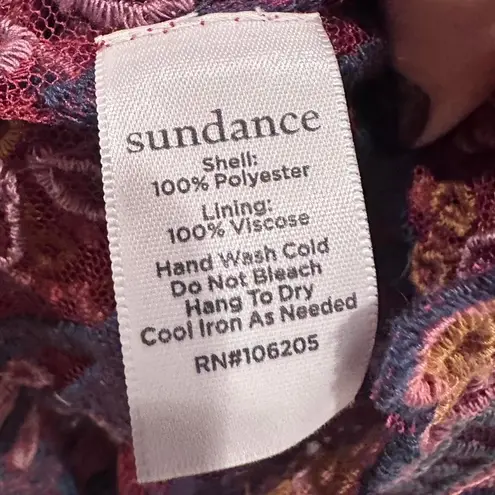 sundance
Shell:
100% Polyester
Lining:
100% Viscose
Hand Wash Cold
Do Not Bleach
Hang To Dry
Cool Iron As Needed
RN#106205